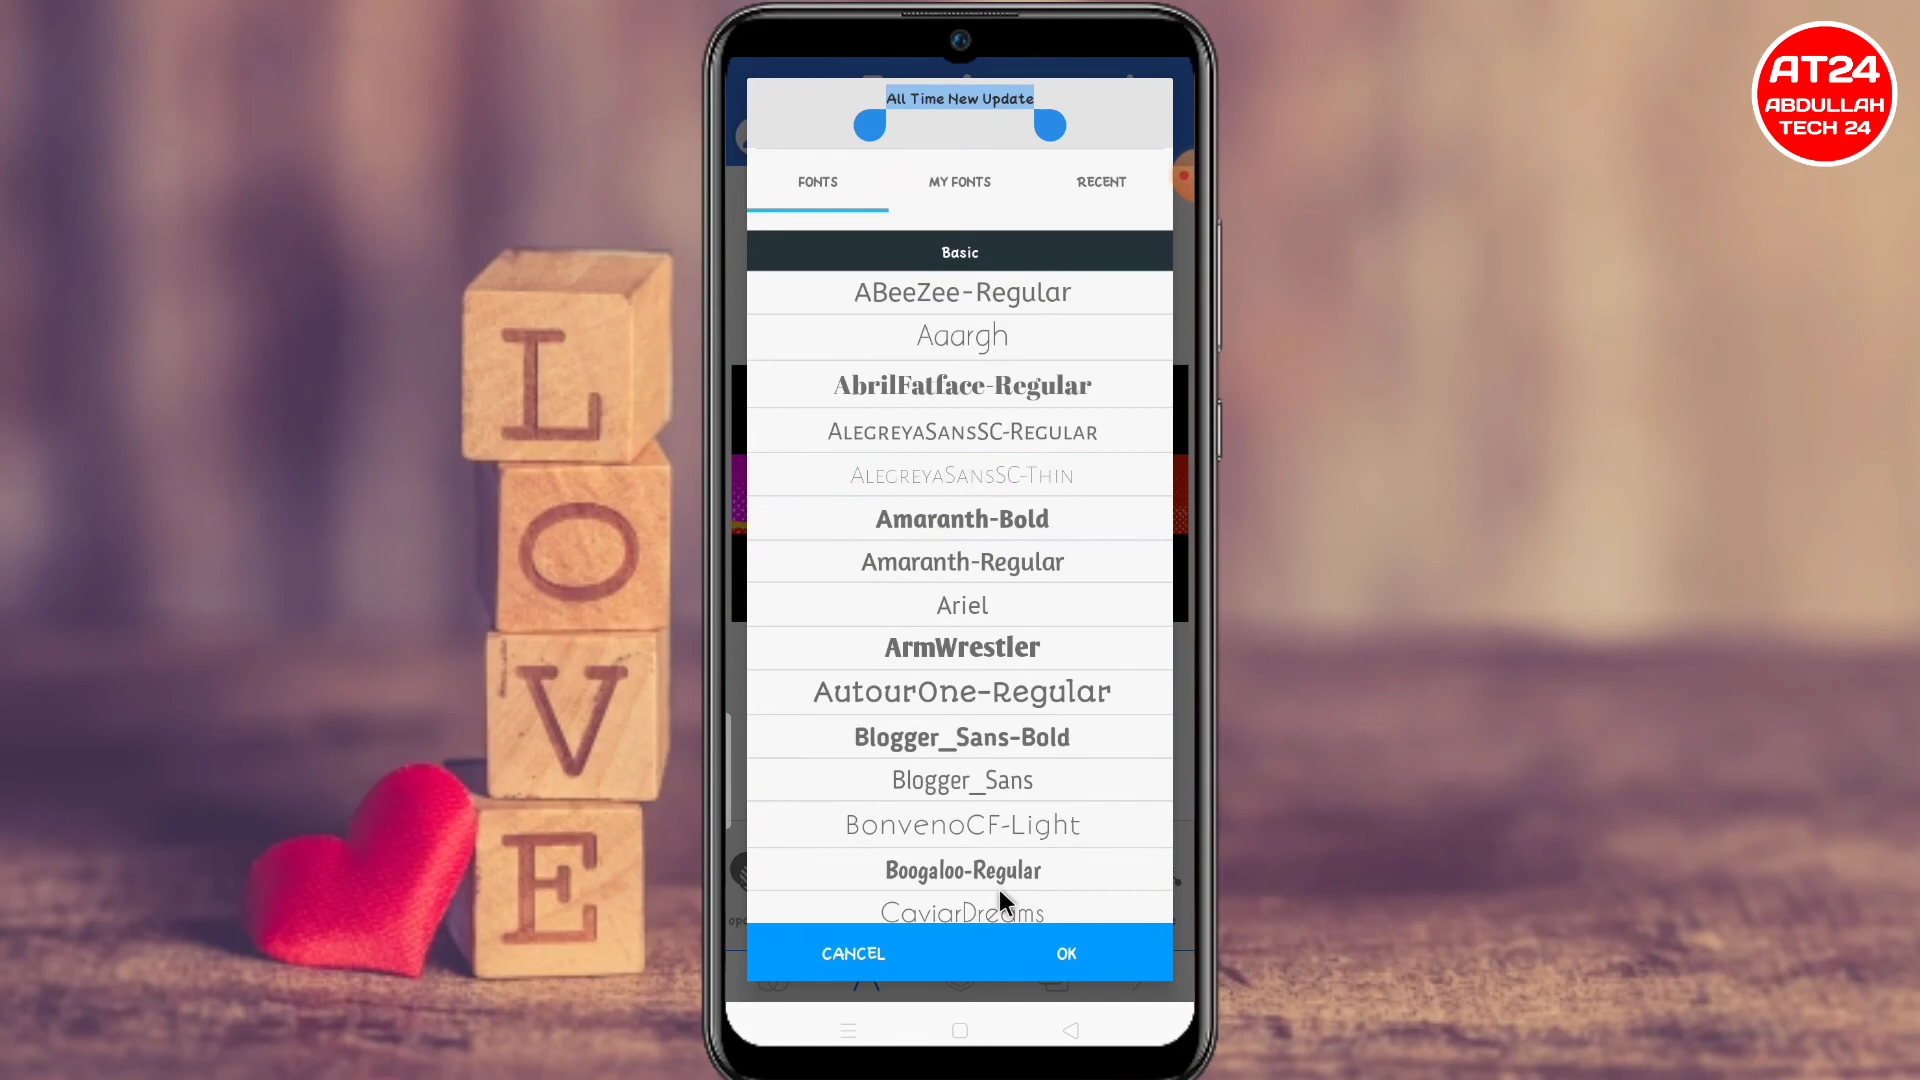 AT24
ABDULLAH
TECH 24
All Time New Update
FONTS
MY FONTS
RECENT
Basic
ABeeZee-Regular
Aaargh
AbrilFatface-Regular
AlegreyaSansSC-Regular
AlegreyaSansSC-Thin
Amaranth-Bold
Amaranth-Regular
Ariel
ArmWrestler
AutourOne-Regular
Blogger_Sans-Bold
Blogger_Sans
BonvenoCF-Light
Boogaloo-Regular
CaviarDreams
CANCEL
OK
L
O
V
E